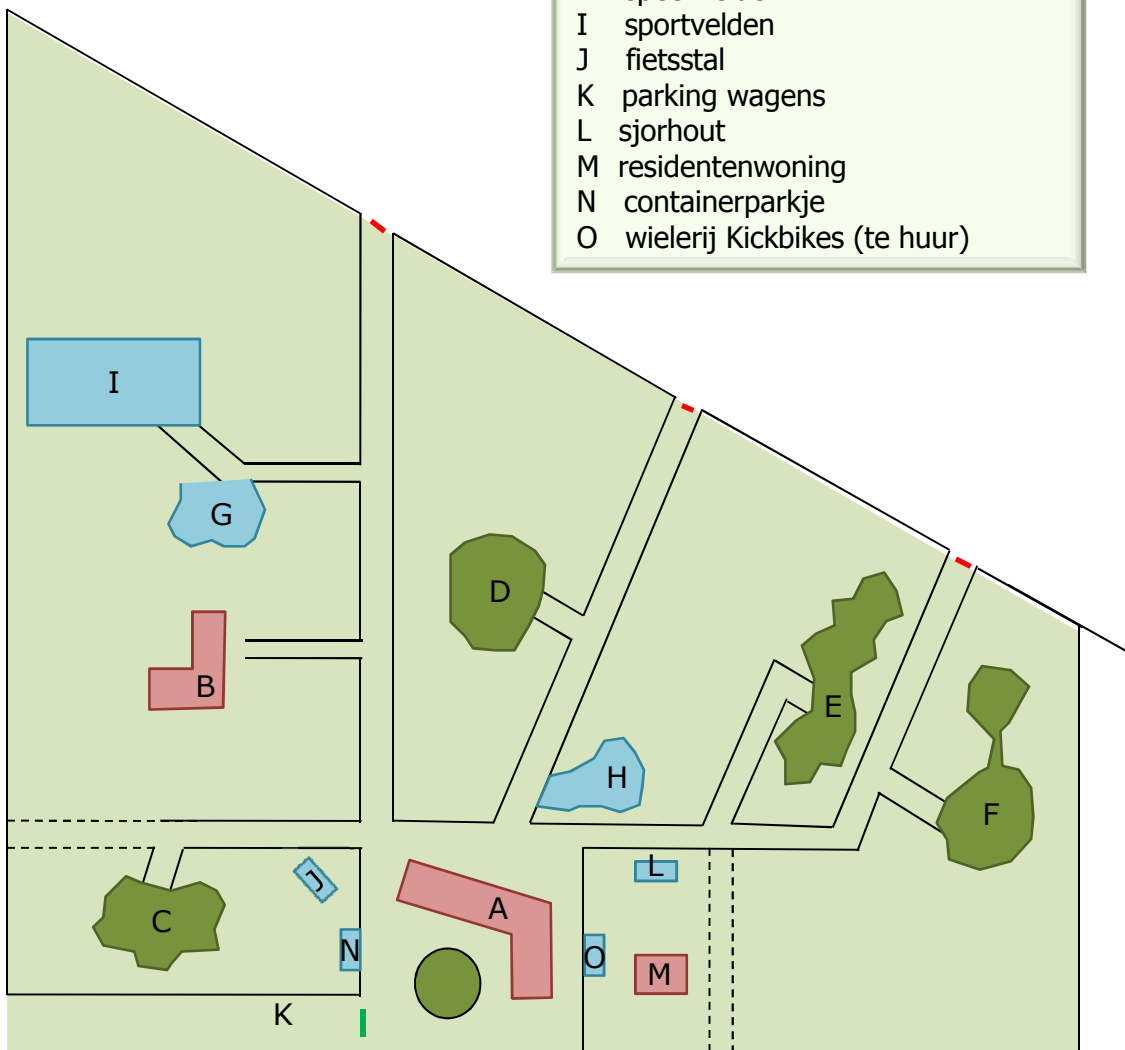 I sportvelden
J fietsstal
K parking wagens
L sjorhout
M residentenwoning
N containerparkje
O wielerij Kickbikes (te huur)
I
G
D
B
E
H
F
L
J
A
C
N
O
M
K